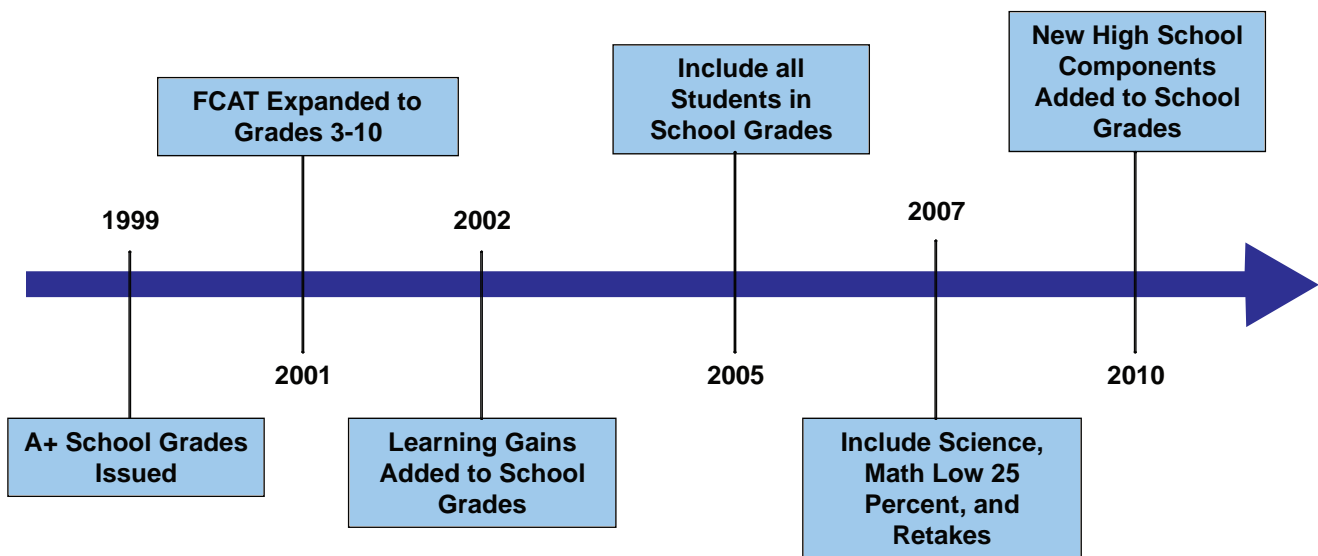 1999
A+ School Grades
Issued
FCAT Expanded to
Grades 3-10
2001
2002
Learning Gains
Added to School
Grades
Include all
Students in
School Grades
2005
2007
Include Science,
Math Low 25
Percent, and
Retakes
New High School
Components
Added to School
Grades
2010